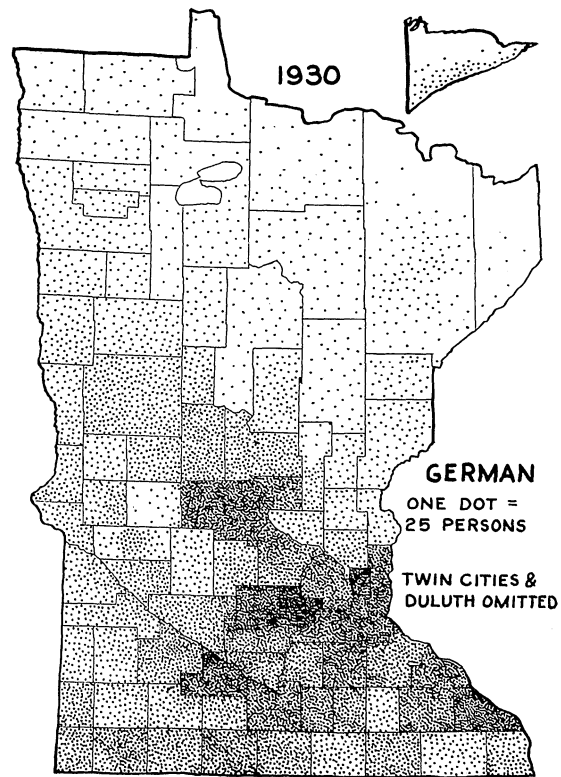 1930
GERMAN
ONE DOT =
25 PERSONS
TWIN CITIES &
DULUTH OMITTED